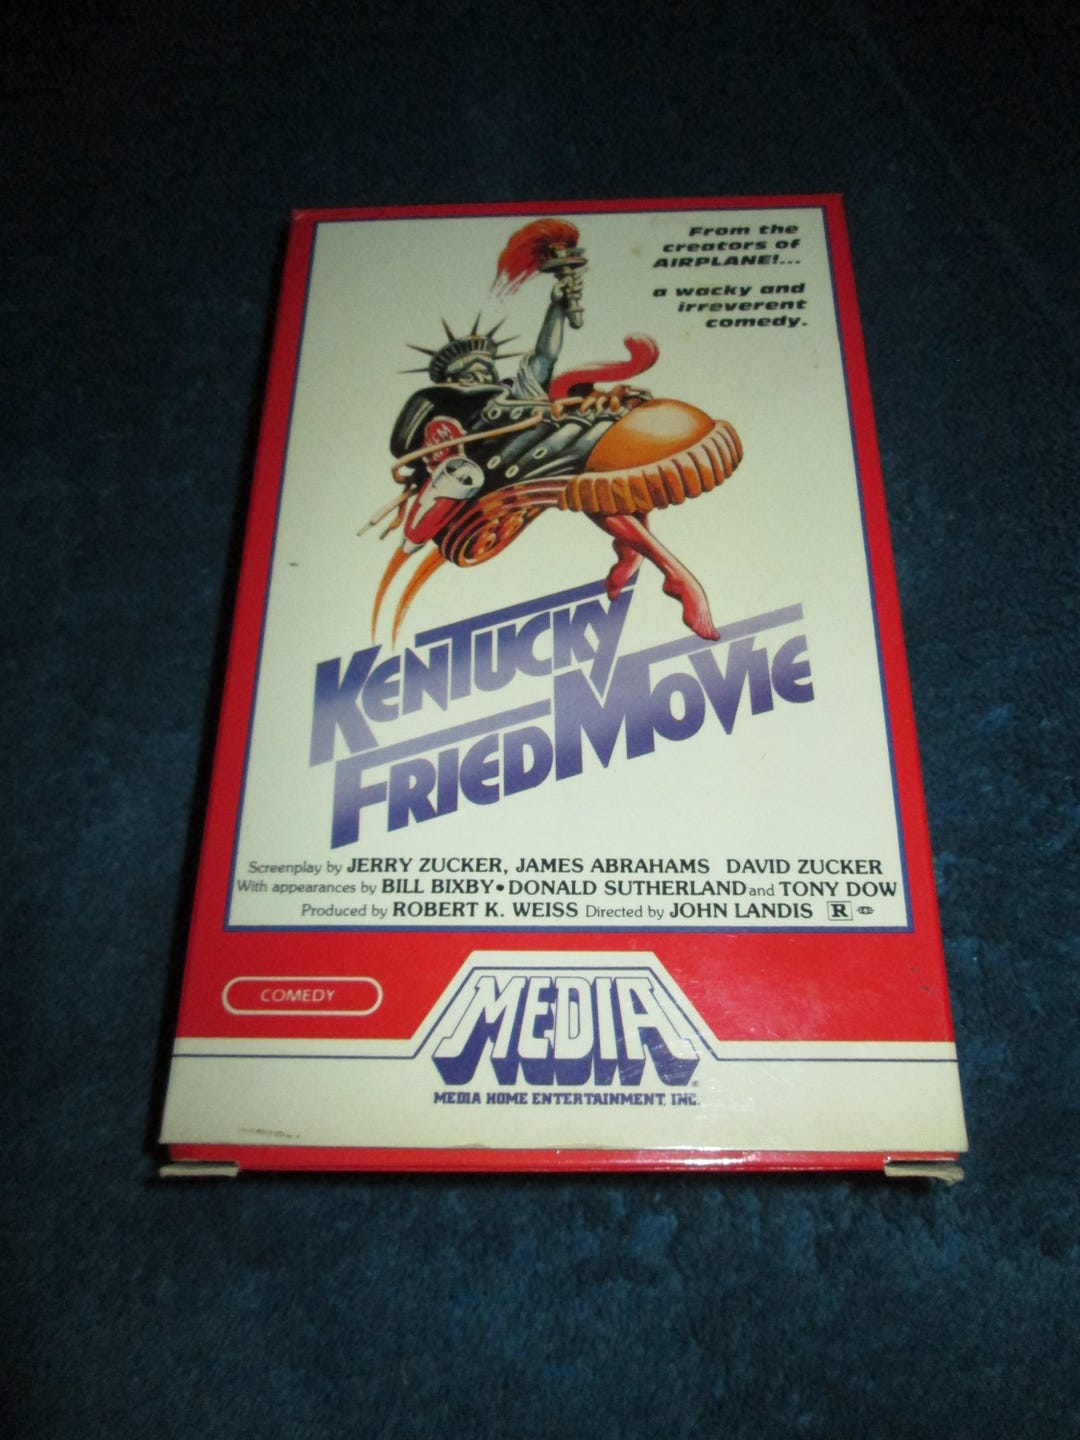 From the
creators of
AIRPLANE!...
a wacky and
irreverent
comedy.
KENTUCKY
FRIED MOVIE
Screenplay by JERRY ZUCKER, JAMES ABRAHAMS DAVID ZUCKER
With appearances by BILL BIXBY • DONALD SUTHERLAND and TONY DOW
Produced by ROBERT K. WEISS Directed by JOHN LANDIS R
COMEDY
MEDIA®
MEDIA HOME ENTERTAINMENT, INC.